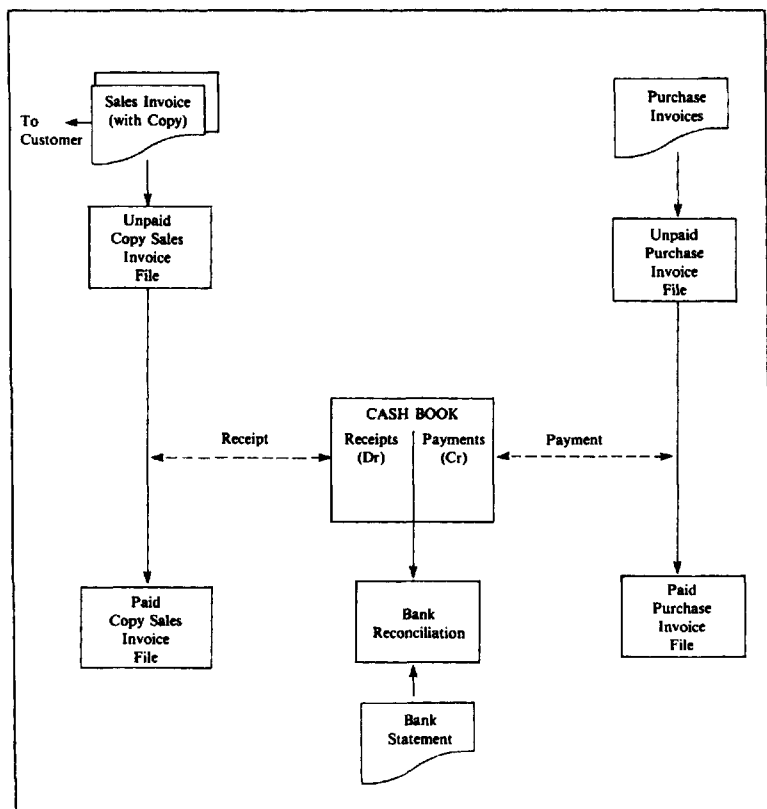 Sales Invoice
(with Copy)
To
Customer
Purchase
Invoices
Unpaid
Copy Sales
Invoice
File
Unpaid
Purchase
Invoice
File
CASH BOOK
Receipts
(Dr)
Payments
(Cr)
Receipt
Payment
Paid
Copy Sales
Invoice
File
Bank
Reconciliation
Paid
Purchase
Invoice
File
Bank
Statement